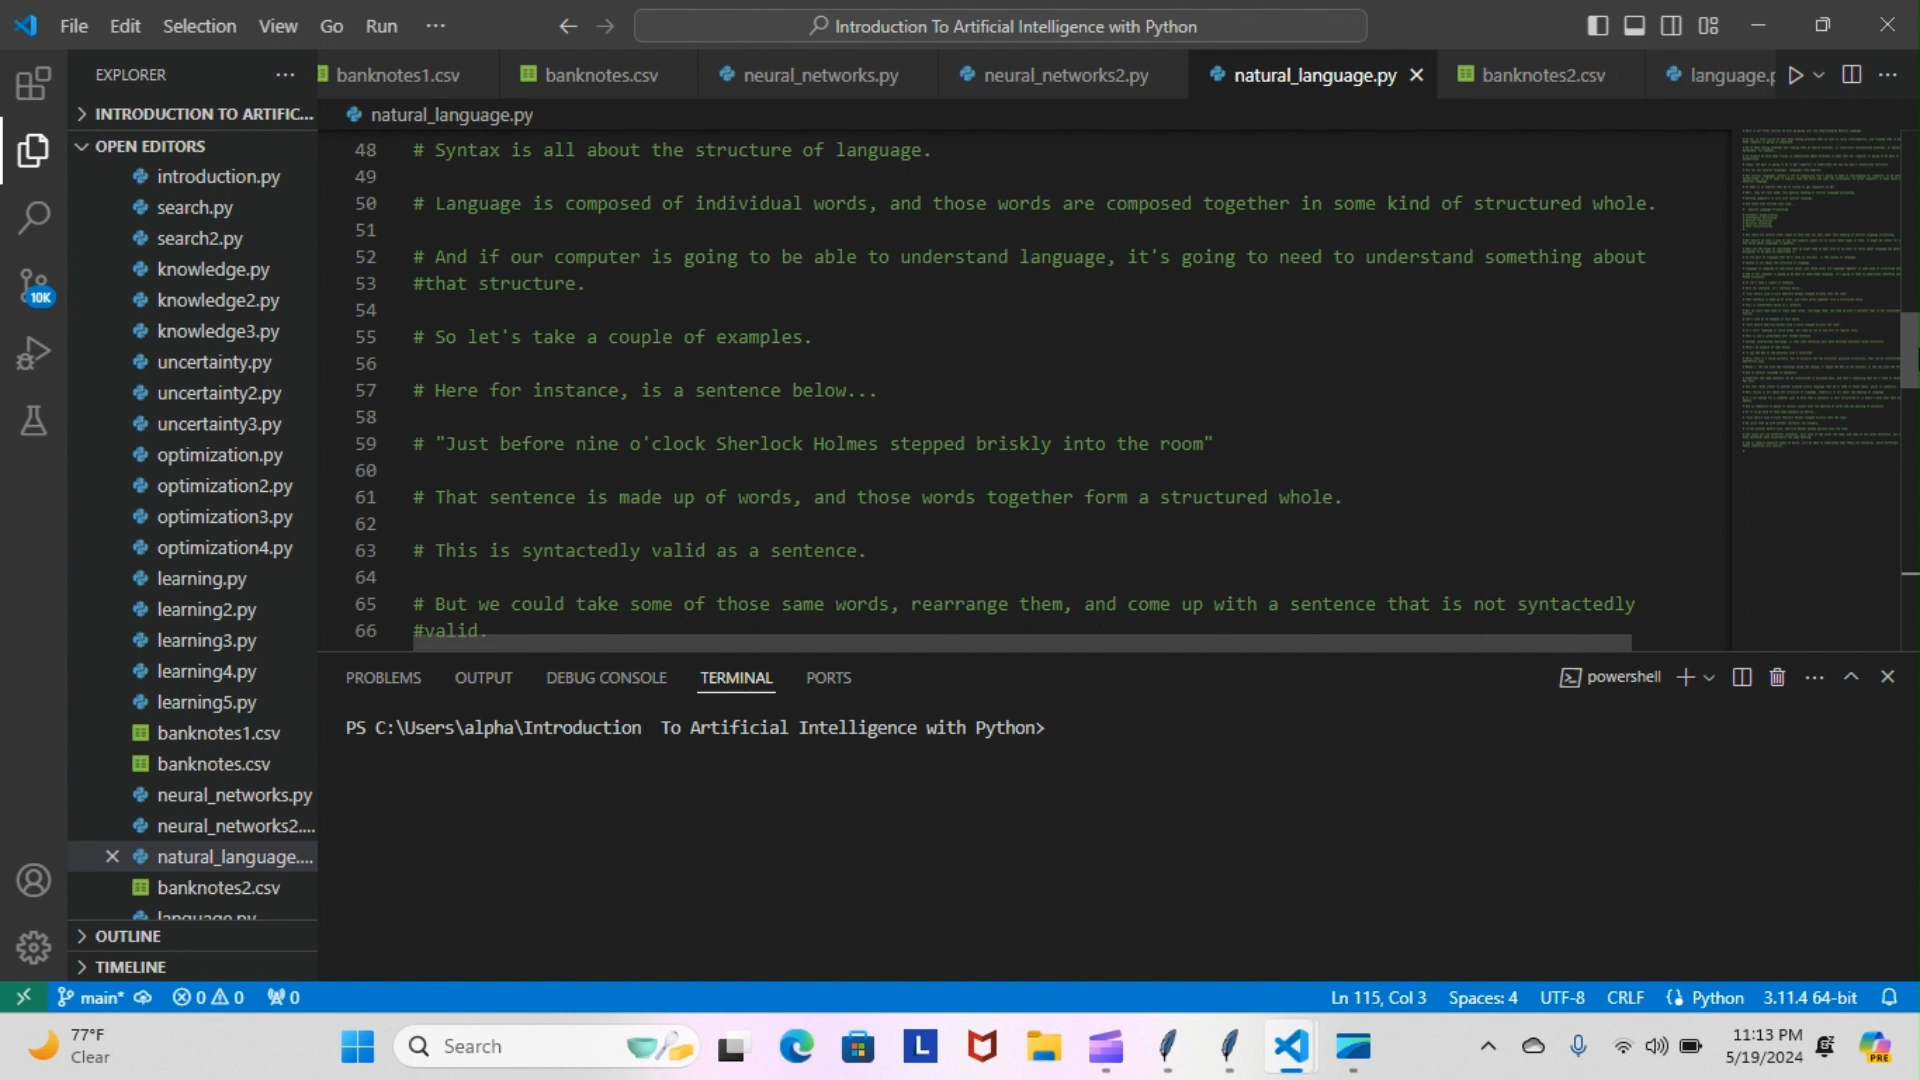 File Edit Selection View Go Run ...
Introduction To Artificial Intelligence with Python
EXPLORER
banknotes1.csv banknotes.csv neural_networks.py neural_networks2.py natural_language.py banknotes2.csv language.p
INTRODUCTION TO ARTIFIC...
natural_language.py
OPEN EDITORS
introduction.py
search.py
search2.py
knowledge.py
knowledge2.py
knowledge3.py
uncertainty.py
uncertainty2.py
uncertainty3.py
optimization.py
optimization2.py
optimization3.py
optimization4.py
learning.py
learning2.py
learning3.py
learning4.py
learning5.py
banknotes1.csv
banknotes.csv
neural_networks.py
neural_networks2....
natural_language....
banknotes2.csv
language.py
OUTLINE
TIMELINE
10K
48 # Syntax is all about the structure of language.
49
50 # Language is composed of individual words, and those words are composed together in some kind of structured whole.
51
52 # And if our computer is going to be able to understand language, it's going to need to understand something about
53 #that structure.
54
55 # So let's take a couple of examples.
56
57 # Here for instance, is a sentence below...
58
59 # "Just before nine o'clock Sherlock Holmes stepped briskly into the room"
60
61 # That sentence is made up of words, and those words together form a structured whole.
62
63 # This is syntactedly valid as a sentence.
64
65 # But we could take some of those same words, rearrange them, and come up with a sentence that is not syntactedly
66 #valid.
PROBLEMS OUTPUT DEBUG CONSOLE TERMINAL PORTS
powershell
PS C:\Users\alpha\Introduction  To Artificial Intelligence with Python>
main* 0 0 0
Ln 115, Col 3 Spaces: 4 UTF-8 CRLF Python 3.11.4 64-bit
77°F
Clear
Search
L
11:13 PM
5/19/2024
PRE